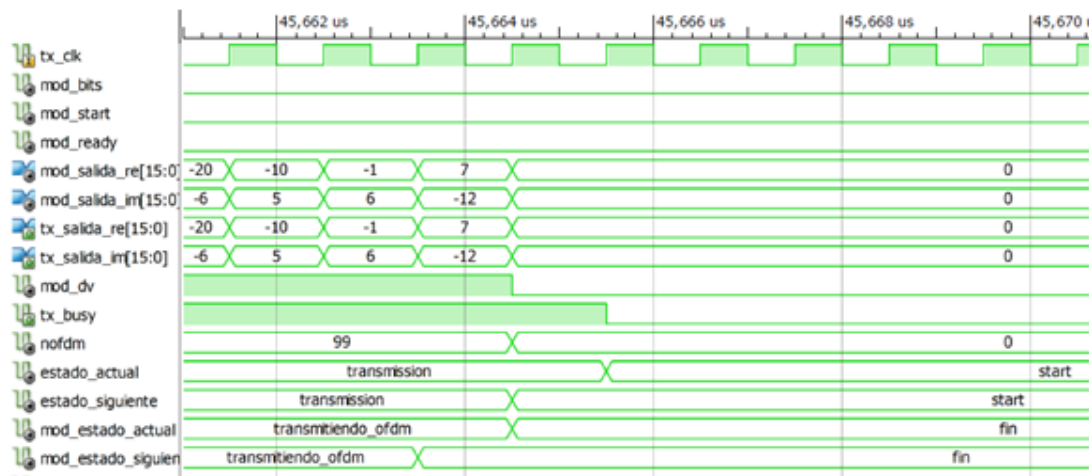 45,662 us 45,664 us 45,666 us 45,668 us 45,670
tx_clk
mod_bits
mod_start
mod_ready
mod_salida_re[15:0] -20 -10 -1 7 0
mod_salida_im[15:0] -6 5 6 -12 0
tx_salida_re[15:0] -20 -10 -1 7 0
tx_salida_im[15:0] -6 5 6 -12 0
mod_dv
tx_busy
nofdm 99 0
estado_actual transmission start
estado_siguiente transmission start
mod_estado_actual transmitiendo_ofdm fin
mod_estado_siguien transmitiendo_ofdm fin